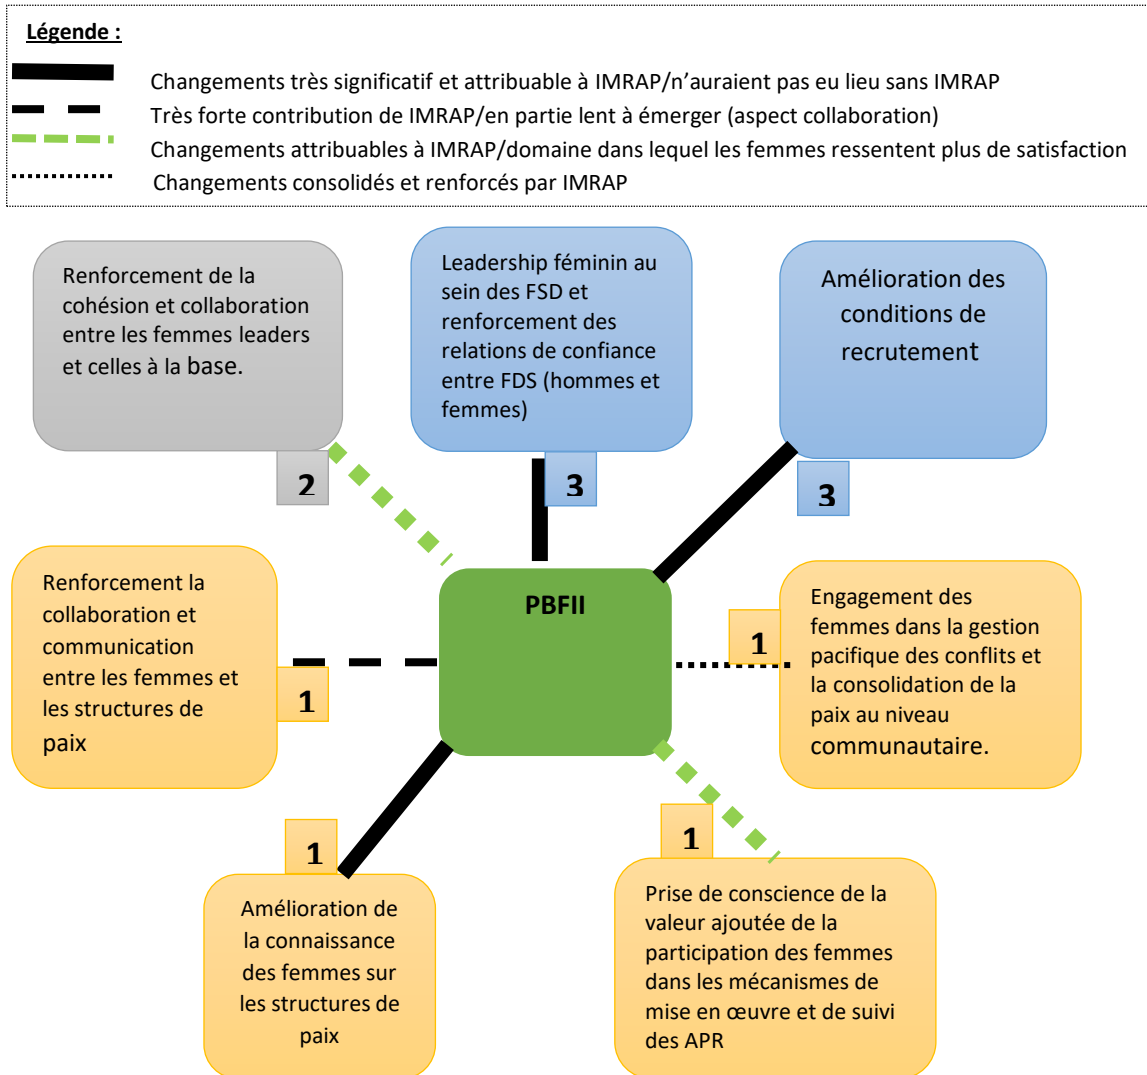 Légende :
Changements très significatif et attribuable à IMRAP/n'auraient pas eu lieu sans IMRAP
Très forte contribution de IMRAP/en partie lent à émerger (aspect collaboration)
Changements attribuables à IMRAP/domaine dans lequel les femmes ressentent plus de satisfaction
Changements consolidés et renforcés par IMRAP
Renforcement de la
cohésion et collaboration
entre les femmes leaders
et celles à la base.
2
Leadership féminin au
sein des FSD et
renforcement des
relations de confiance
entre FDS (hommes et
femmes)
3
Amélioration des
conditions de
recrutement
3
Renforcement la
collaboration et
communication
entre les femmes et
les structures de
paix
1
PBFII
1
Engagement des
femmes dans la gestion
pacifique des conflits et
la consolidation de la
paix au niveau
communautaire.
1
Amélioration de
la connaissance
des femmes sur
les structures de
paix
1
Prise de conscience de la
valeur ajoutée de la
participation des femmes
dans les mécanismes de
mise en œuvre et de suivi
des APR